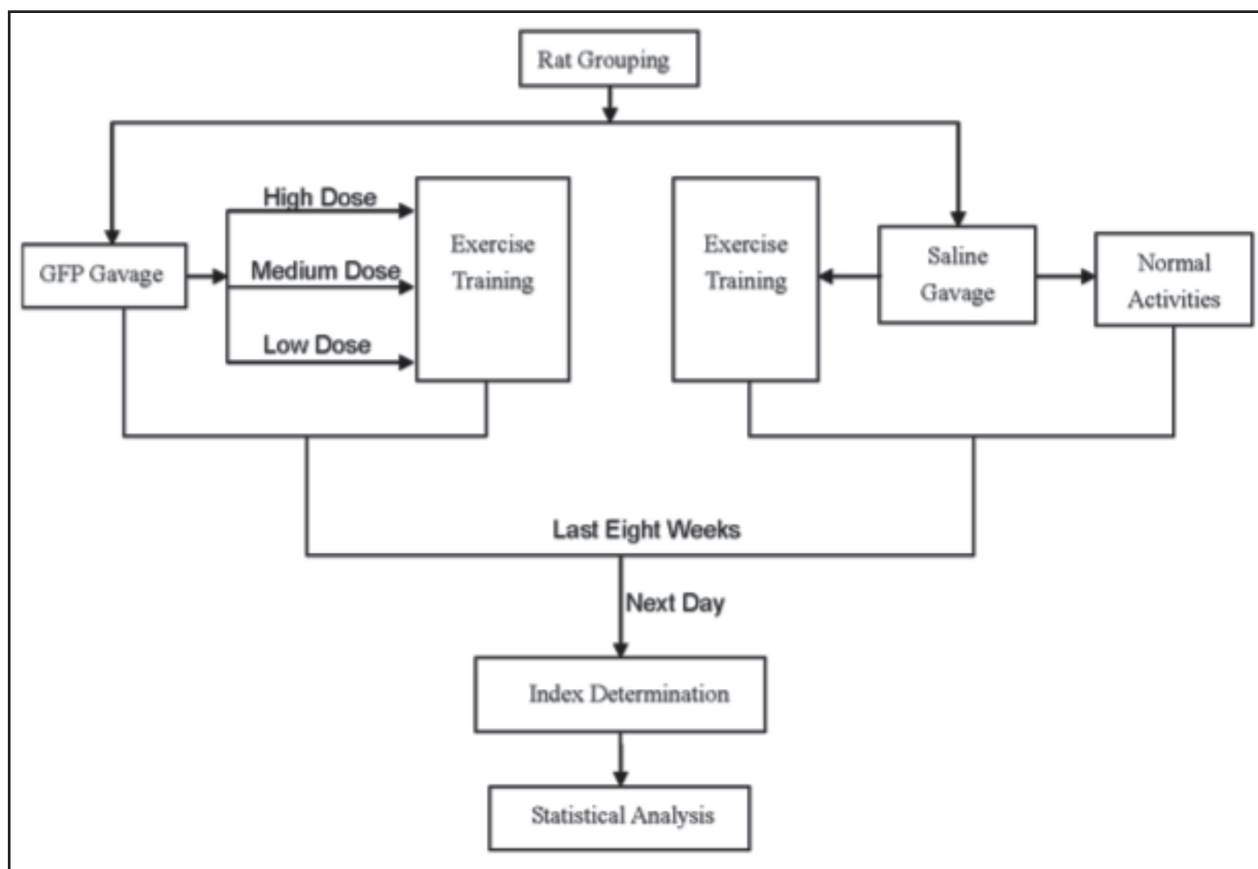 Rat Grouping
High Dose
Exercise
Training
Exercise
Training
GFP Gavage
Medium Dose
Saline
Gavage
Normal
Activities
Low Dose
Last Eight Weeks
Next Day
Index Determination
Statistical Analysis